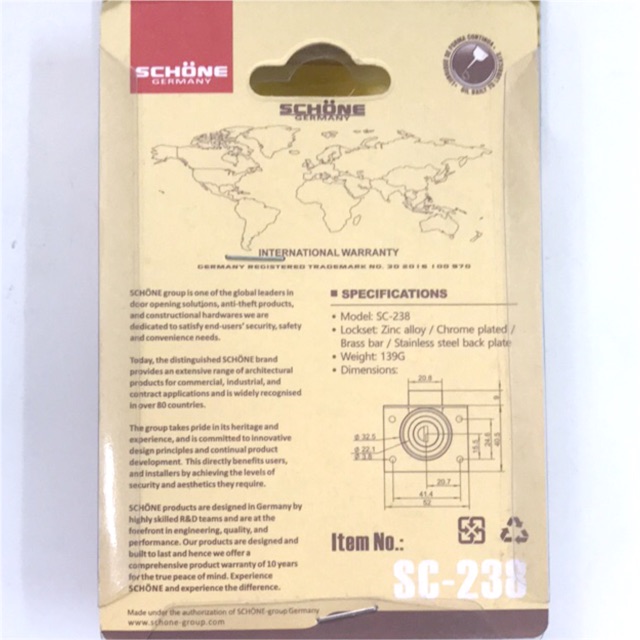 SCHÖNE
GERMANY
SCHÖNE
GERMANY
INTERNATIONAL WARRANTY
GERMANY REGISTERED TRADEMARK NO. 30 2016 100 970
SCHÖNE group is one of the global leaders in
door opening solutions, anti-theft products,
and constructional hardwares we are
dedicated to satisfy end-users' security, safety
and convenience needs.
Today, the distinguished SCHÖNE brand
provides an extensive range of architectural
products for commercial, industrial, and
contract applications and is widely recognised
in over 80 countries.
The group takes pride in its heritage and
experience, and is committed to innovative
design principles and continual product
development. This directly benefits users,
and installers by achieving the levels of
security and aesthetics they require.
SCHÖNE products are designed in Germany by
highly skilled R&D teams and are at the
forefront in engineering, quality, and
performance. Our products are designed and
built to last and hence we offer a
comprehensive product warranty of 10 years
for the true peace of mind. Experience
SCHÖNE and experience the difference.
Made under the authorization of SCHÖNE-group Germany
www.schone-group.com
■ SPECIFICATIONS
• Model: SC-238
• Lockset: Zinc alloy / Chrome plated /
Brass bar / Stainless steel back plate
• Weight: 139G
• Dimensions:
20.8
9
ø 32.5
ø 22.1
ø 3.8
24.8
40.5
20.7
41.4
52
Item No.:
SC-238